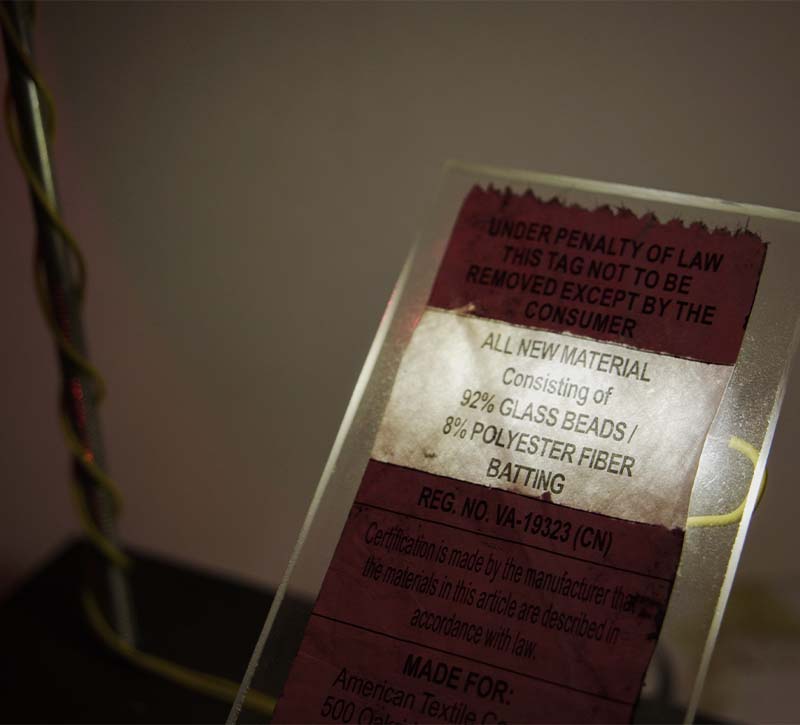 UNDER PENALTY OF LAW
THIS TAG NOT TO BE
REMOVED EXCEPT BY THE
CONSUMER
ALL NEW MATERIAL
Consisting of
92% GLASS BEADS /
8% POLYESTER FIBER
BATTING
REG. NO. VA-19323 (CN)
Certification is made by the manufacturer that
the materials in this article are described in
accordance with law.
MADE FOR:
American Textile
500